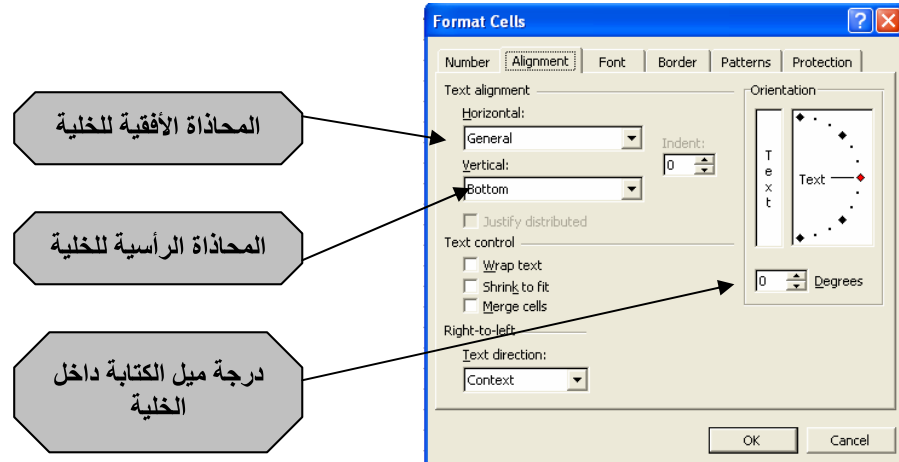 Format Cells
Number Alignment Font Border Patterns Protection
Text alignment
Orientation
Horizontal:
General
Indent:
0
Vertical:
Bottom
Justify distributed
Text
Text
Text control
Wrap text
Shrink to fit
Merge cells
0 Degrees
Right-to-left
Text direction:
Context
OK Cancel
المحاذاة الأفقية للخلية
المحاذاة الرأسية للخلية
درجة ميل الكتابة داخل
الخلية